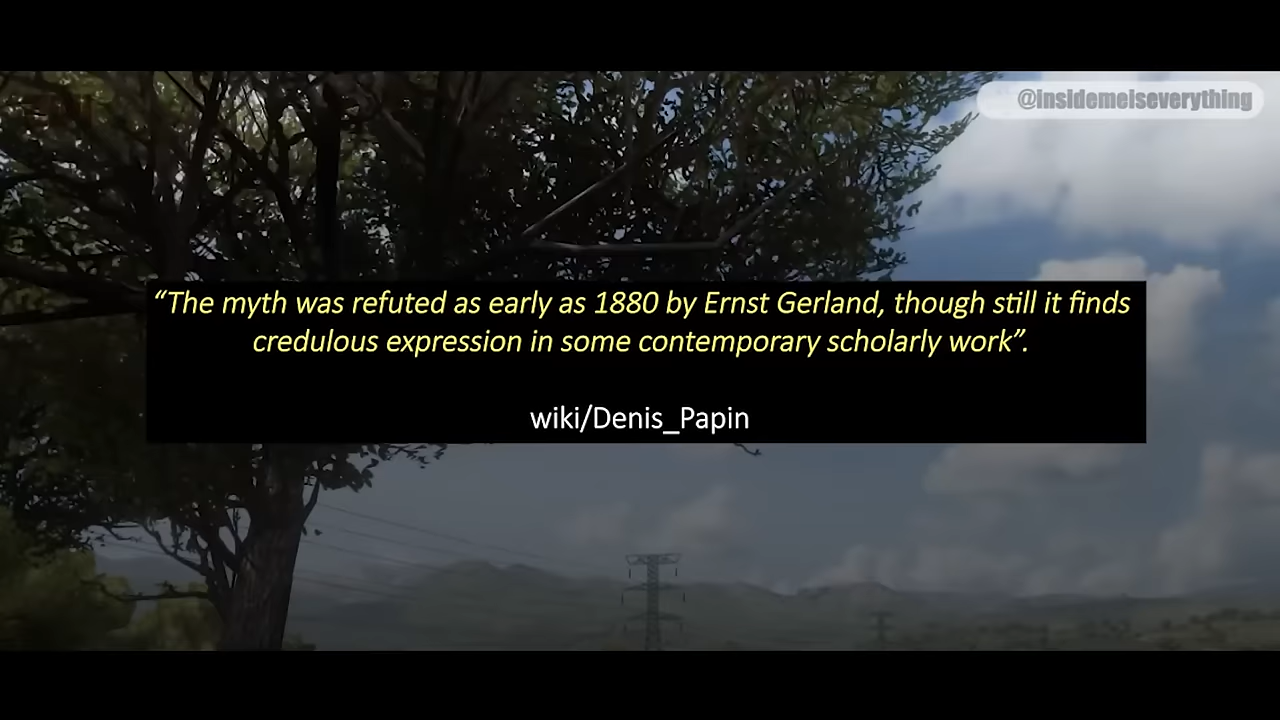 @insidemeiseverything
“The myth was refuted as early as 1880 by Ernst Gerland, though still it finds
credulous expression in some contemporary scholarly work”.
wiki/Denis_Papin